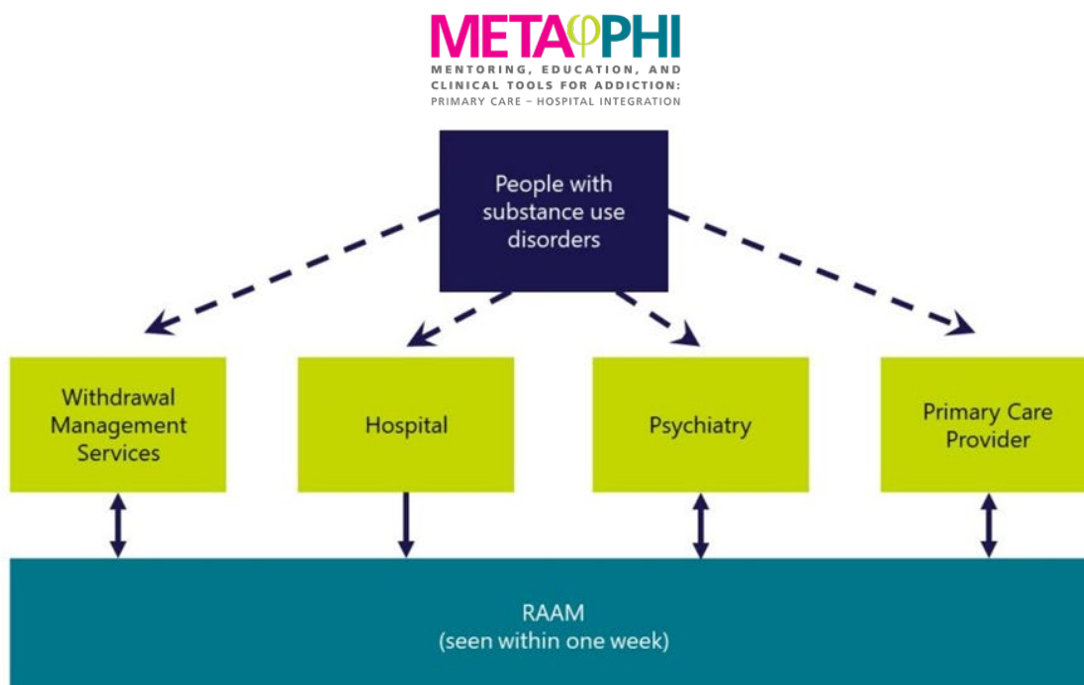 METAφPHI
MENTORING, EDUCATION, AND
CLINICAL TOOLS FOR ADDICTION:
PRIMARY CARE – HOSPITAL INTEGRATION
People with
substance use
disorders
Withdrawal
Management
Services
Hospital
Psychiatry
Primary Care
Provider
RAAM
(seen within one week)